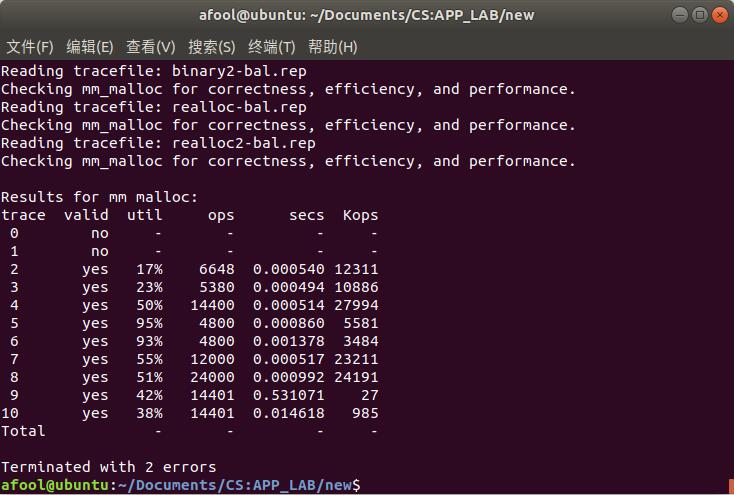 afool@ubuntu: ~/Documents/CS:APP_LAB/new
文件(F) 编辑(E) 查看(V) 搜索(S) 终端(T) 帮助(H)
Reading tracefile: binary2-bal.rep
Checking mm_malloc for correctness, efficiency, and performance.
Reading tracefile: realloc-bal.rep
Checking mm_malloc for correctness, efficiency, and performance.
Reading tracefile: realloc2-bal.rep
Checking mm_malloc for correctness, efficiency, and performance.
Results for mm malloc:
trace  valid  util     ops      secs  Kops
 0       no     -       -         -     -
 1       no     -       -         -     -
 2      yes   17%    6648  0.000540 12311
 3      yes   23%    5380  0.000494 10886
 4      yes   50%   14400  0.000514 27994
 5      yes   95%    4800  0.000860  5581
 6      yes   93%    4800  0.001378  3484
 7      yes   55%   12000  0.000517 23211
 8      yes   51%   24000  0.000992 24191
 9      yes   42%   14401  0.531071    27
10      yes   38%   14401  0.014618   985
Total           -       -         -     -
Terminated with 2 errors
afool@ubuntu:~/Documents/CS:APP_LAB/new$